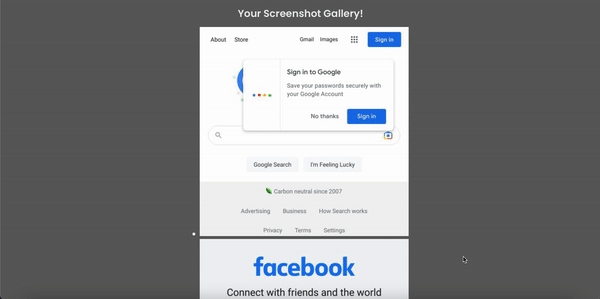 Your Screenshot Gallery!
About Store Gmail Images Sign in
Sign in to Google
Save your passwords securely with
your Google Account
No thanks Sign in
Google Search I'm Feeling Lucky
Carbon neutral since 2007
Advertising Business How Search works
Privacy Terms Settings
facebook
Connect with friends and the world